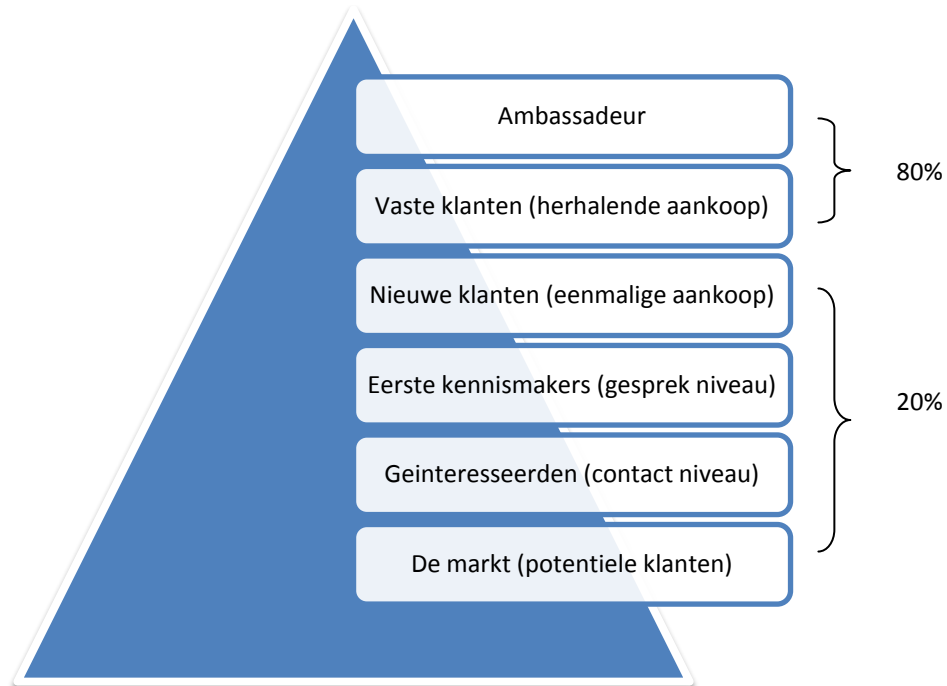 Ambassadeur
80%
Vaste klanten (herhalende aankoop)
Nieuwe klanten (eenmalige aankoop)
Eerste kennismakers (gesprek niveau)
20%
Geinteresseerden (contact niveau)
De markt (potentiele klanten)